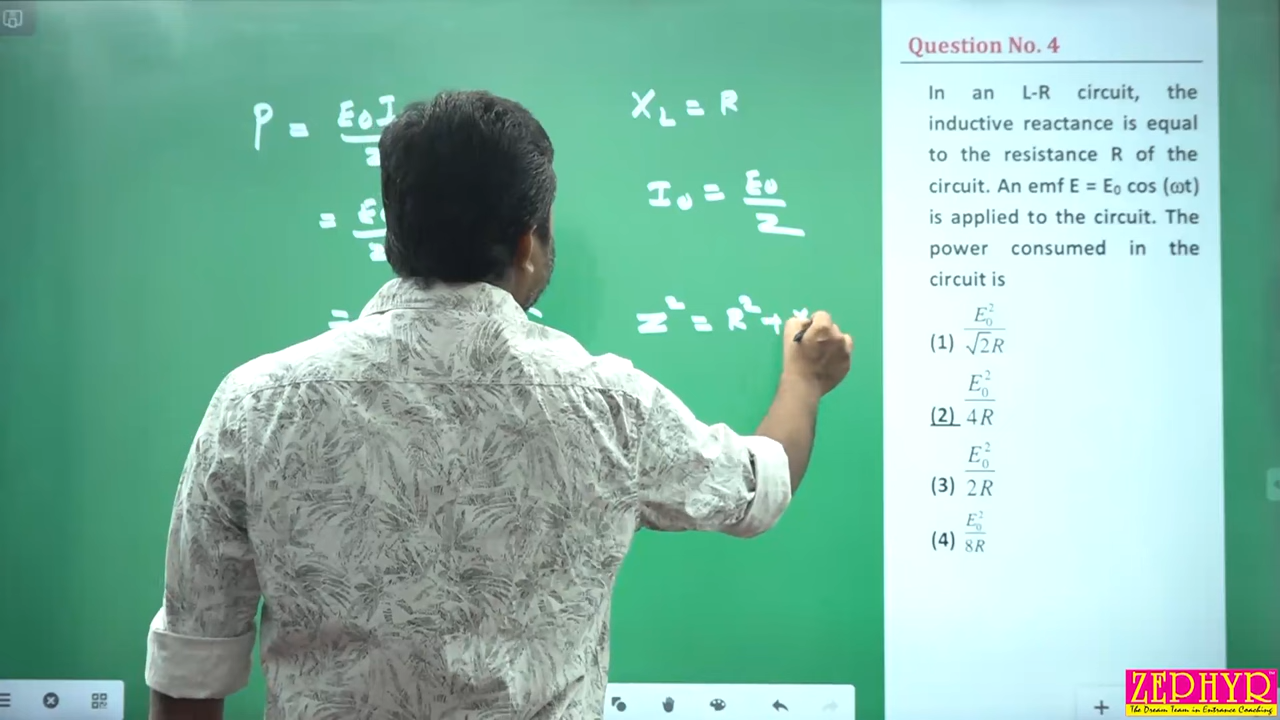 P = E₀I
= E₀
=
X_L = R
I₀ = E₀/Z
Z² = R² + X
Question No. 4
In an L-R circuit, the
inductive reactance is equal
to the resistance R of the
circuit. An emf E = E₀ cos (ωt)
is applied to the circuit. The
power consumed in the
circuit is
(1) E₀²/√2R
(2) E₀²/4R
(3) E₀²/2R
(4) E₀²/8R
ZEPHYR
The Dream Team in Entrance Coaching